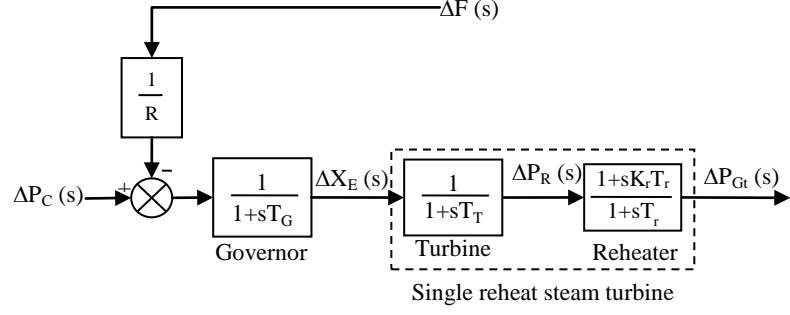 ΔF (s)
1
R
ΔP_C (s)
+
−
1
1+sT_G
Governor
ΔX_E (s)
1
1+sT_T
Turbine
ΔP_R (s)
1+sK_rT_r
1+sT_r
Reheater
ΔP_Gt (s)
Single reheat steam turbine